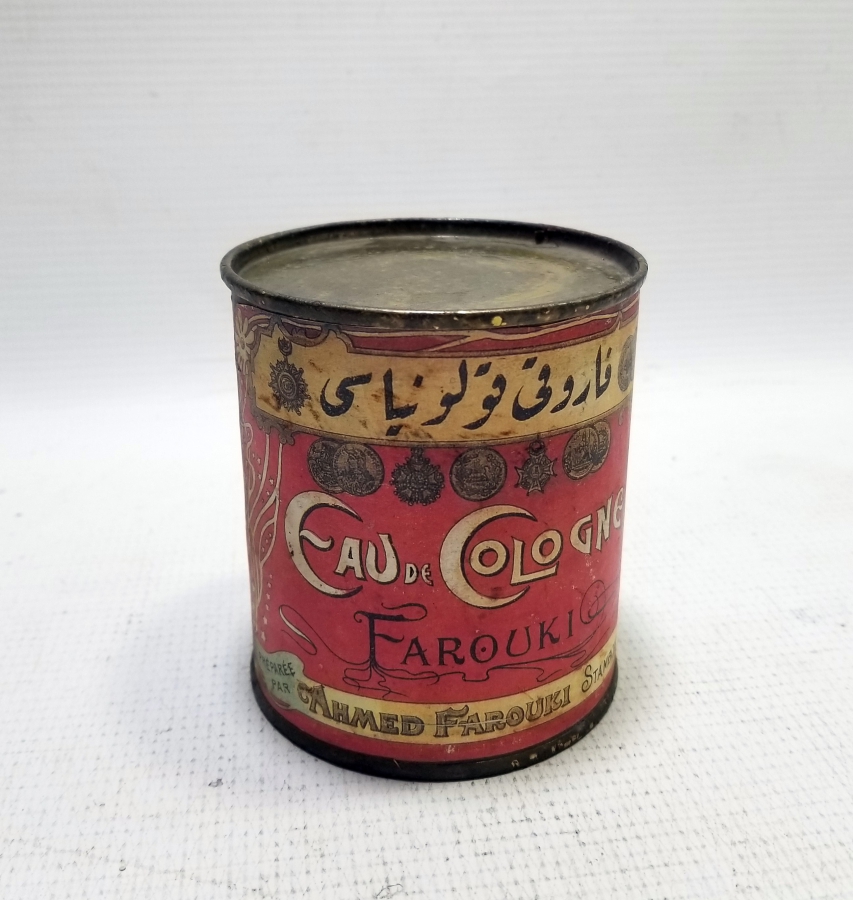 فاروقی قولونیاسی
EAU DE COLOGNE
FAROUKI
PRÉPARÉE
PAR
AHMED FAROUKI